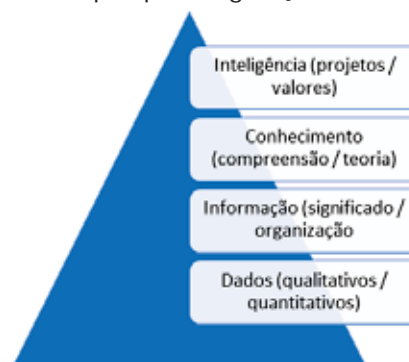 Inteligência (projetos /
valores)
Conhecimento
(compreensão / teoria)
Informação (significado /
organização
Dados (qualitativos /
quantitativos)